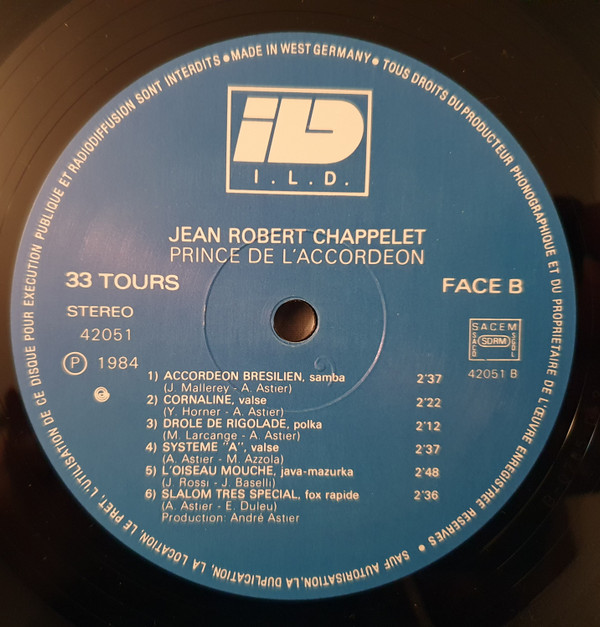 TOUS DROITS DU PRODUCTEUR PHONOGRAPHIQUE ET DU PROPRIETAIRE DE L'ŒUVRE ENREGISTREE RESERVES • SAUF AUTORISATION, LA DUPLICATION, LA LOCATION, LE PRET, L'UTILISATION DE CE DISQUE POUR EXECUTION PUBLIQUE ET RADIODIFFUSION SONT INTERDITS • MADE IN WEST GERMANY •
ILD
I. L. D.
JEAN ROBERT CHAPPELET
PRINCE DE L'ACCORDEON
33 TOURS
FACE B
STEREO
42051
SACEM
SDRM
SACD
SGDL
Ⓟ 1984
42051 B
1) ACCORDEON BRESILIEN, samba 2'37
(J. Mallerey - A. Astier)
2) CORNALINE, valse 2'22
(Y. Horner - A. Astier)
3) DROLE DE RIGOLADE, polka 2'12
(M. Larcange - A. Astier)
4) SYSTEME "A", valse 2'37
(A. Astier - M. Azzola)
5) L'OISEAU MOUCHE, java-mazurka 2'48
(J. Rossi - J. Baselli)
6) SLALOM TRES SPECIAL, fox rapide 2'36
(A. Astier - E. Duleu)
Production: André Astier